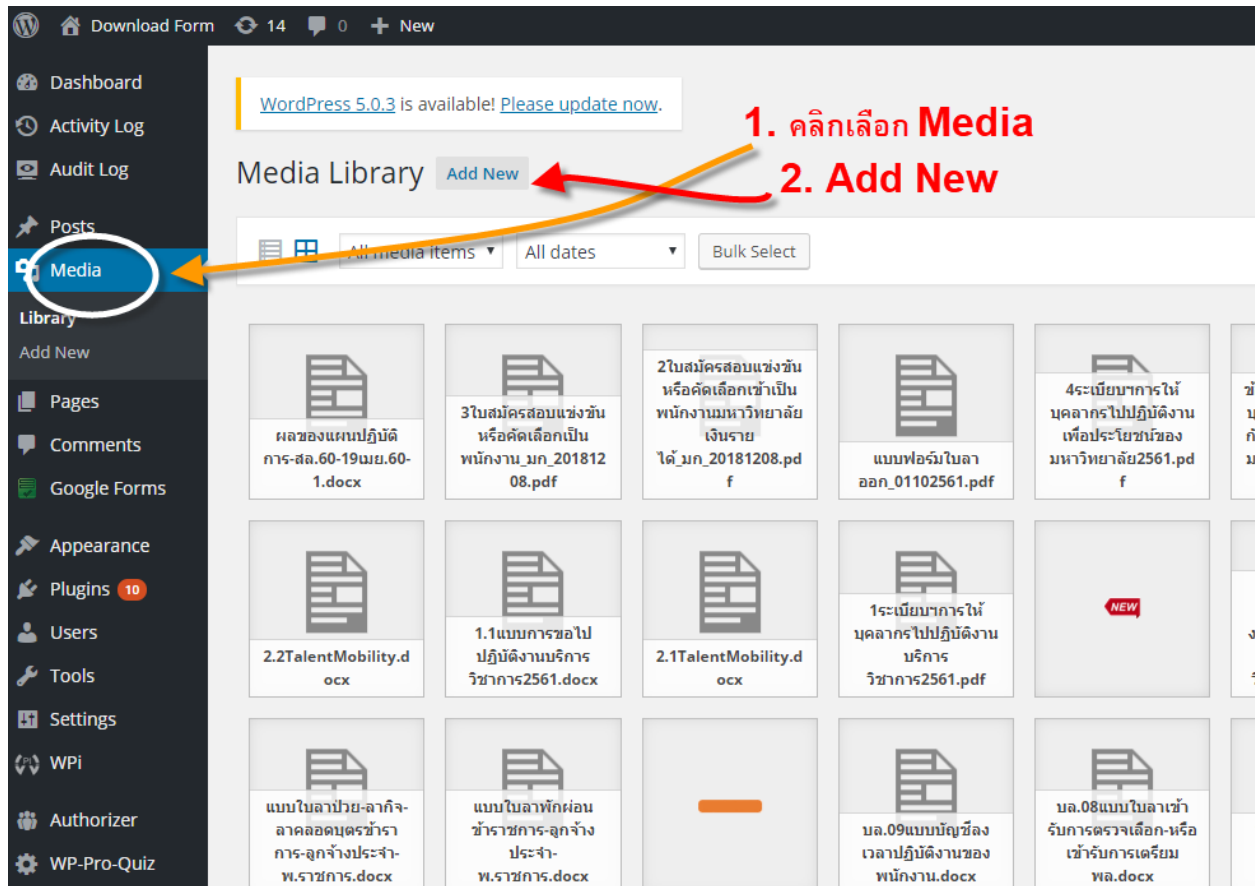 Download Form 14 0 New
Dashboard
Activity Log
Audit Log
Posts
Media
Library
Add New
Pages
Comments
Google Forms
Appearance
Plugins 10
Users
Tools
Settings
WPi
Authorizer
WP-Pro-Quiz
WordPress 5.0.3 is available! Please update now.
1. คลิกเลือก Media
Media Library Add New
2. Add New
All media items All dates Bulk Select
ผลของแผนปฏิบัติ
การ-สล.60-19เมย.60-
1.docx
3ใบสมัครสอบแข่งขัน
หรือคัดเลือกเป็น
พนักงาน_มก_201812
08.pdf
2ใบสมัครสอบแข่งขัน
หรือคัดเลือกเข้าเป็น
พนักงานมหาวิทยาลัย
เงินราย
ได้_มก_20181208.pd
f
แบบฟอร์มใบลา
ออก_01102561.pdf
4ระเบียบฯการให้
บุคลากรไปปฏิบัติงาน
เพื่อประโยชน์ของ
มหาวิทยาลัย2561.pd
f
2.2TalentMobility.d
ocx
1.1แบบการขอไป
ปฏิบัติงานบริการ
วิชาการ2561.docx
2.1TalentMobility.d
ocx
1ระเบียบฯการให้
บุคลากรไปปฏิบัติงาน
บริการ
วิชาการ2561.pdf
NEW
แบบใบลาป่วย-ลากิจ-
ลาคลอดบุตรข้ารา
การ-ลูกจ้างประจำ-
พ.ราชการ.docx
แบบใบลาพักผ่อน
ข้าราชการ-ลูกจ้าง
ประจำ-
พ.ราชการ.docx
บล.09แบบบัญชีลง
เวลาปฏิบัติงานของ
พนักงาน.docx
บล.08แบบใบลาเข้า
รับการตรวจเลือก-หรือ
เข้ารับการเตรียม
พล.docx